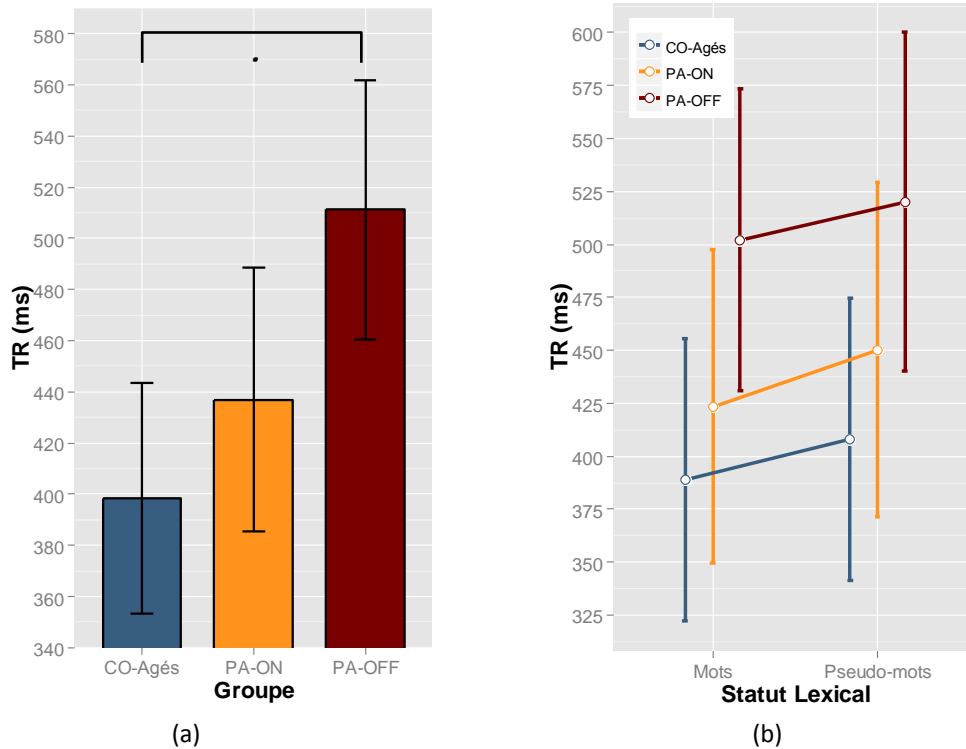 580
560
540
520
500
480
460
440
420
400
380
360
340
TR (ms)
CO-Agés
PA-ON
PA-OFF
Groupe
(a)
600
575
550
525
500
475
450
425
400
375
350
325
TR (ms)
CO-Agés
PA-ON
PA-OFF
Mots
Pseudo-mots
Statut Lexical
(b)